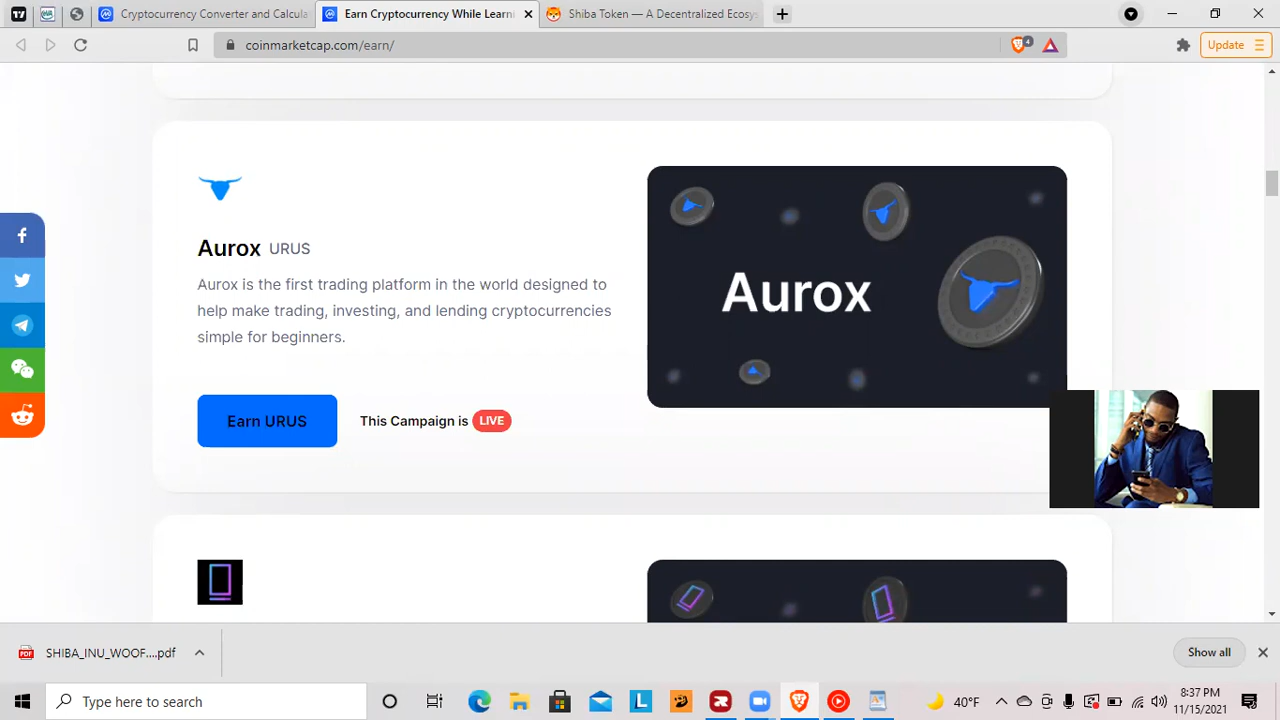 Cryptocurrency Converter and Calcula
Earn Cryptocurrency While Learni
Shiba Token — A Decentralized Ecosy
coinmarketcap.com/earn/
4
Update
Aurox URUS
Aurox is the first trading platform in the world designed to
help make trading, investing, and lending cryptocurrencies
simple for beginners.
Earn URUS
This Campaign is LIVE
Aurox
SHIBA_INU_WOOF....pdf
Show all
Type here to search
40°F
8:37 PM
11/15/2021